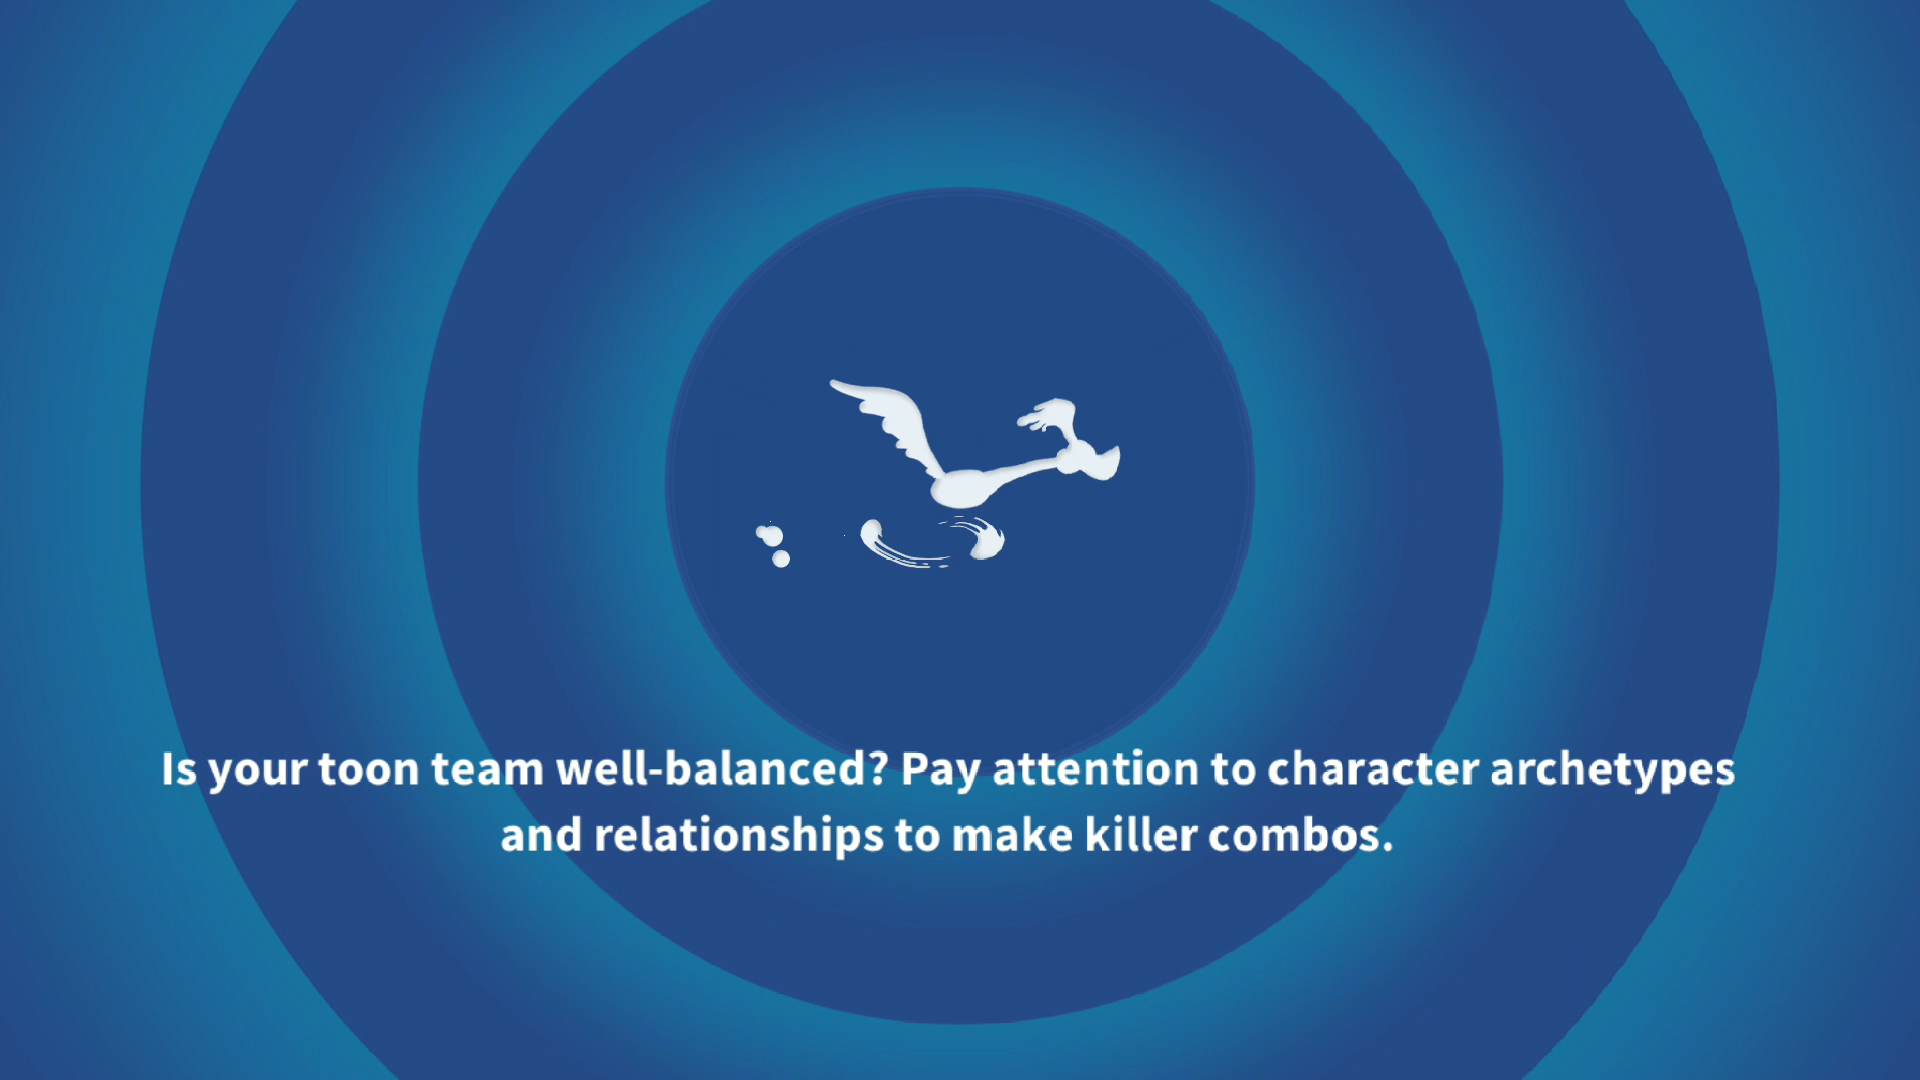 Is your toon team well-balanced? Pay attention to character archetypes
and relationships to make killer combos.